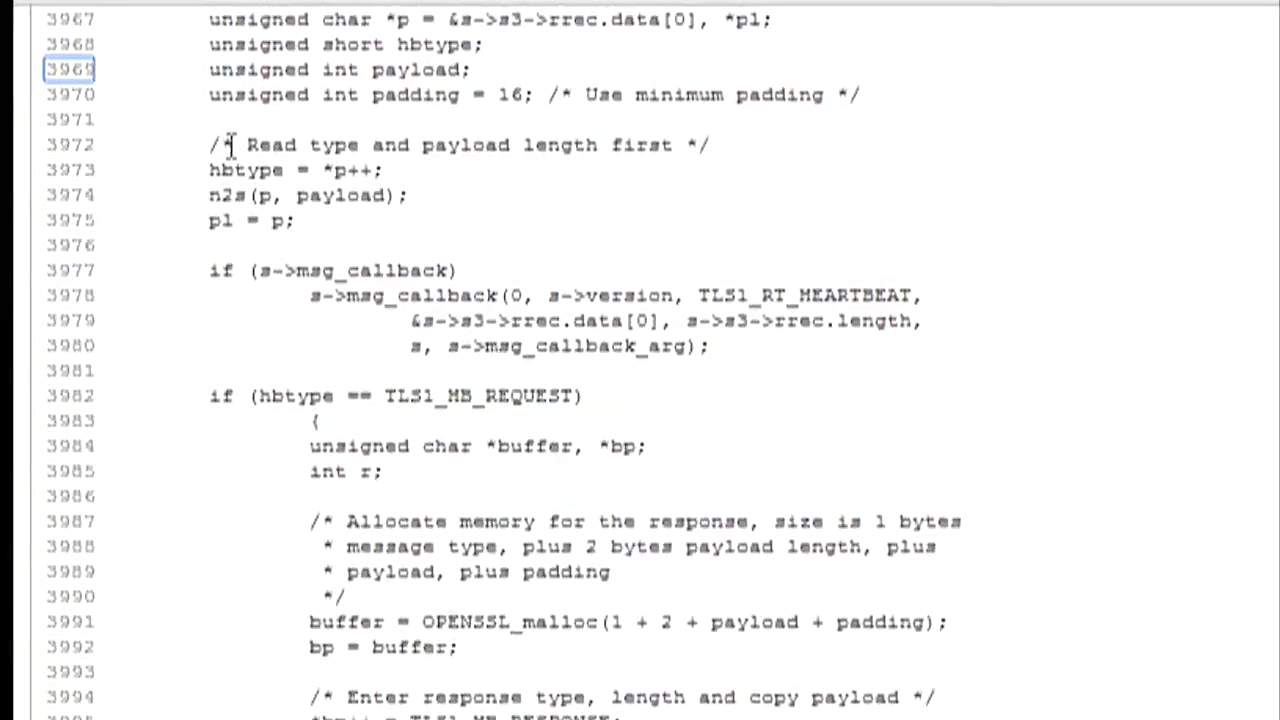 3967 unsigned char *p = &s->s3->rrec.data[0], *pl;
3968 unsigned short hbtype;
3969 unsigned int payload;
3970 unsigned int padding = 16; /* Use minimum padding */
3971
3972 /* Read type and payload length first */
3973 hbtype = *p++;
3974 n2s(p, payload);
3975 pl = p;
3976
3977 if (s->msg_callback)
3978 s->msg_callback(0, s->version, TLS1_RT_HEARTBEAT,
3979 &s->s3->rrec.data[0], s->s3->rrec.length,
3980 s, s->msg_callback_arg);
3981
3982 if (hbtype == TLS1_HB_REQUEST)
3983 {
3984 unsigned char *buffer, *bp;
3985 int r;
3986
3987 /* Allocate memory for the response, size is 1 bytes
3988 * message type, plus 2 bytes payload length, plus
3989 * payload, plus padding
3990 */
3991 buffer = OPENSSL_malloc(1 + 2 + payload + padding);
3992 bp = buffer;
3993
3994 /* Enter response type, length and copy payload */
3995 *bp++ = TLS1_HB_RESPONSE;